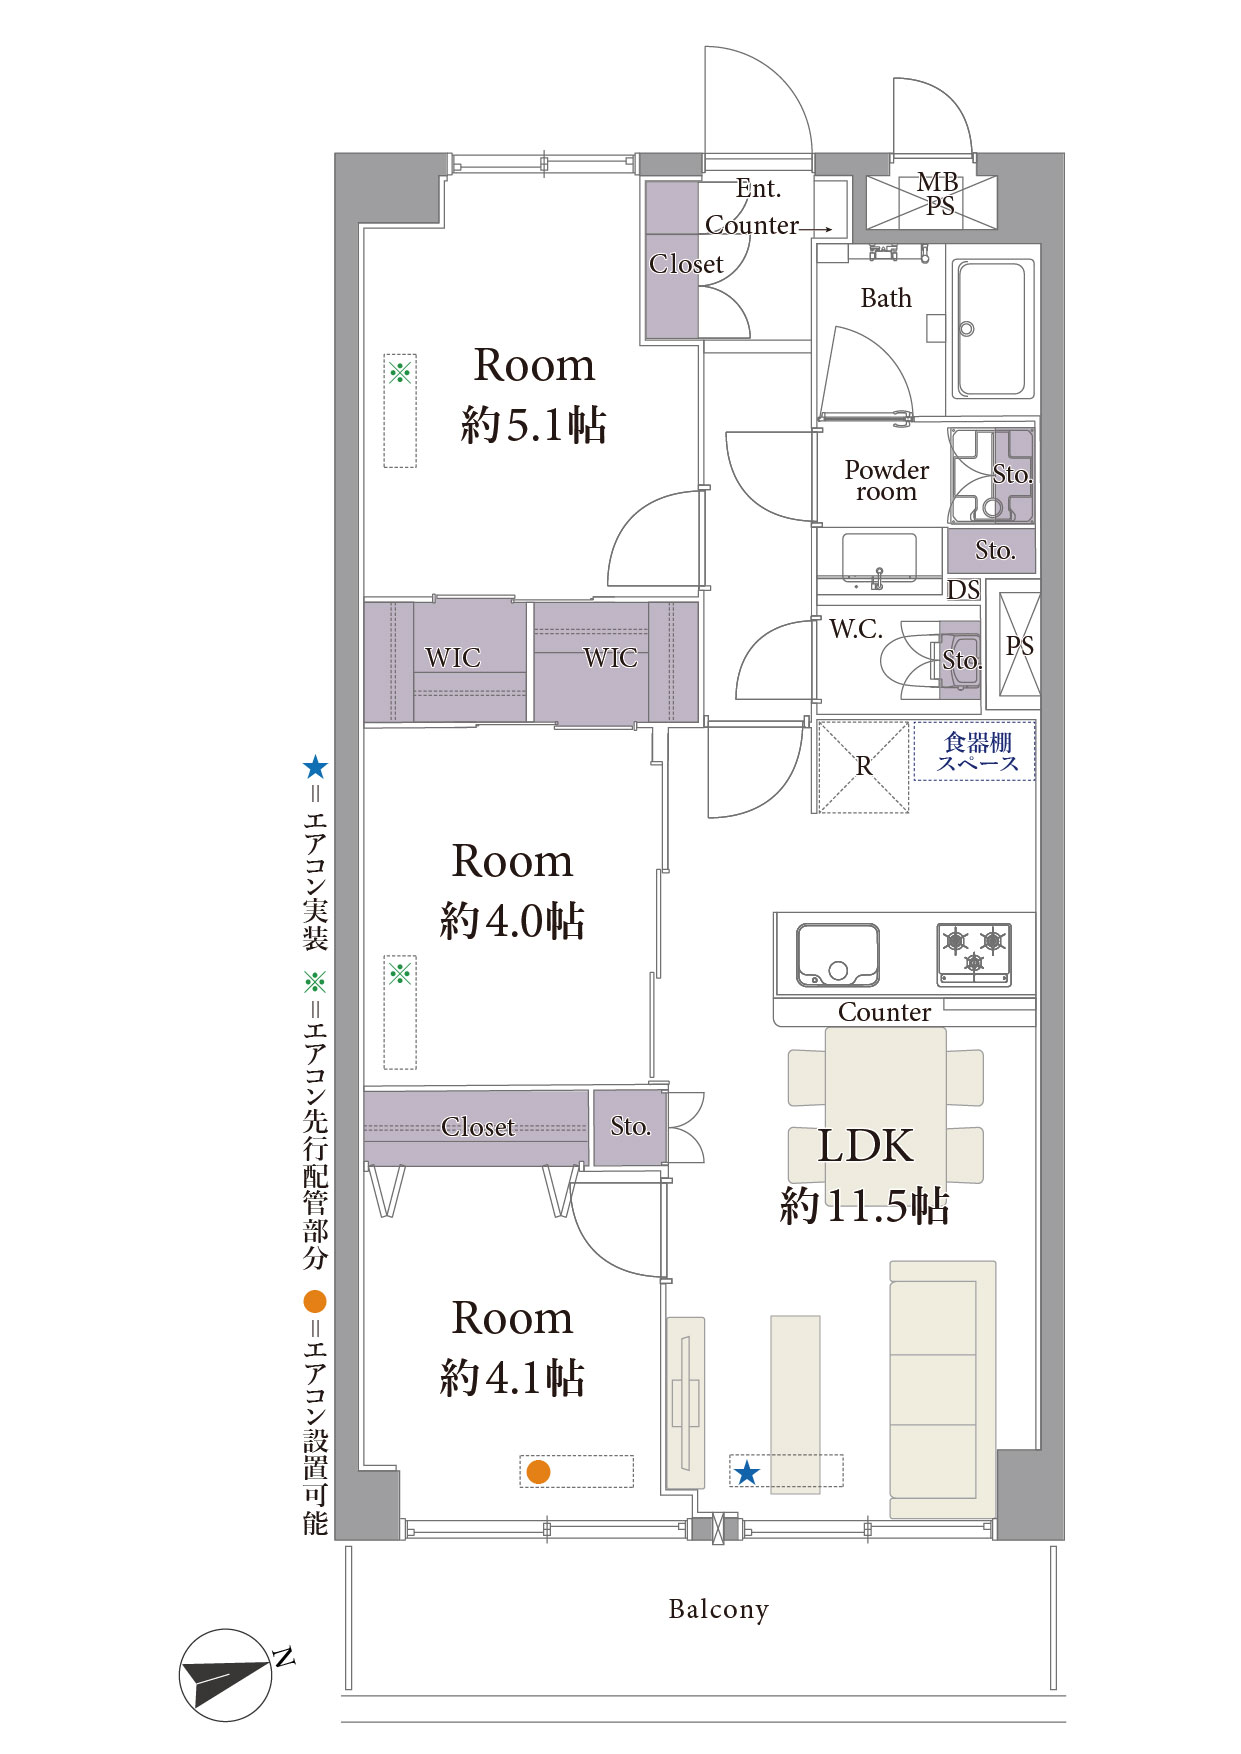 Ent.
MB
PS
Counter
Closet
Bath
Room
約5.1帖
※
Powder
room
Sto.
Sto.
DS
W.C.
Sto.
PS
WIC
WIC
R
食器棚
スペース
Room
約4.0帖
※
Counter
Closet
Sto.
LDK
約11.5帖
Room
約4.1帖
★
●
★=エアコン実装 ※=エアコン先行配管部分 ●=エアコン設置可能
Balcony
N